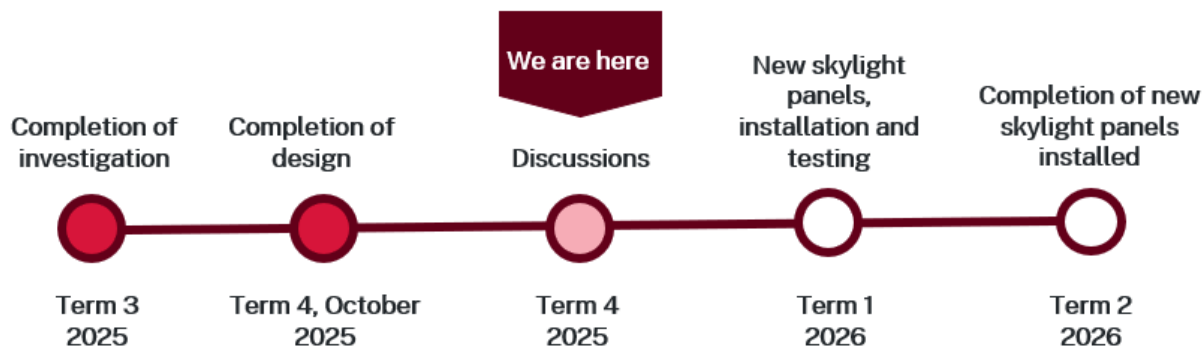 We are here
Completion of
investigation
Completion of
design
Discussions
New skylight
panels,
installation and
testing
Completion of new
skylight panels
installed
Term 3
2025
Term 4, October
2025
Term 4
2025
Term 1
2026
Term 2
2026